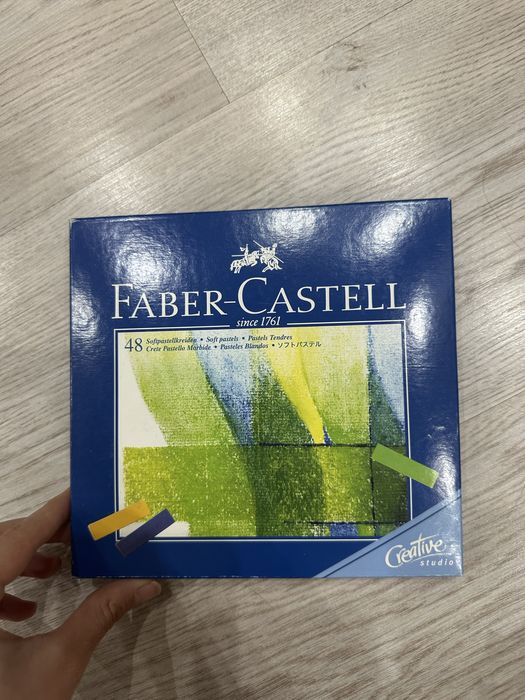 FABER-CASTELL
since 1761
48 Softpastellkreiden • Soft pastels • Pastels Tendres
Crete Pastello Morbide • Pasteles Blandos • ソフトパステル
Creative
studio